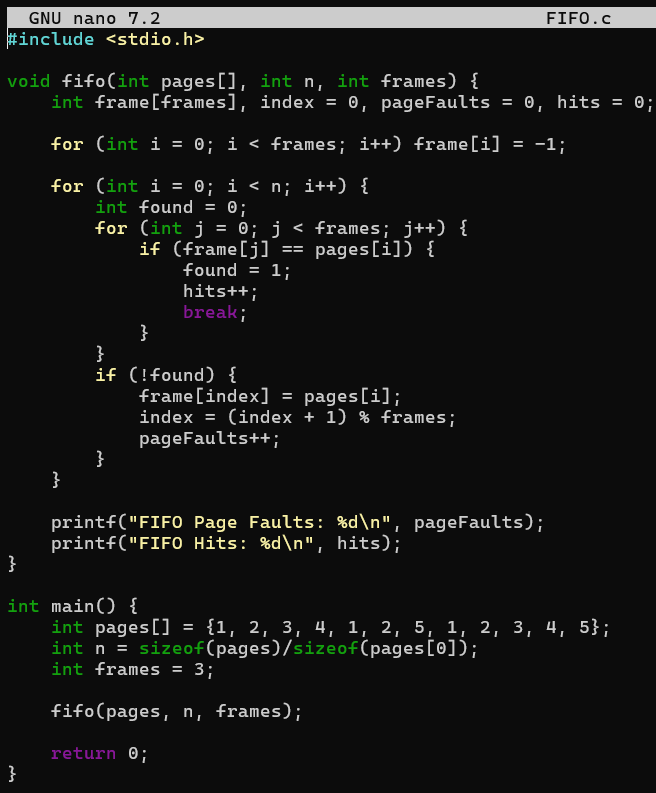 GNU nano 7.2                                   FIFO.c
#include <stdio.h>

void fifo(int pages[], int n, int frames) {
    int frame[frames], index = 0, pageFaults = 0, hits = 0;

    for (int i = 0; i < frames; i++) frame[i] = -1;

    for (int i = 0; i < n; i++) {
        int found = 0;
        for (int j = 0; j < frames; j++) {
            if (frame[j] == pages[i]) {
                found = 1;
                hits++;
                break;
            }
        }
        if (!found) {
            frame[index] = pages[i];
            index = (index + 1) % frames;
            pageFaults++;
        }
    }

    printf("FIFO Page Faults: %d\n", pageFaults);
    printf("FIFO Hits: %d\n", hits);
}

int main() {
    int pages[] = {1, 2, 3, 4, 1, 2, 5, 1, 2, 3, 4, 5};
    int n = sizeof(pages)/sizeof(pages[0]);
    int frames = 3;

    fifo(pages, n, frames);

    return 0;
}